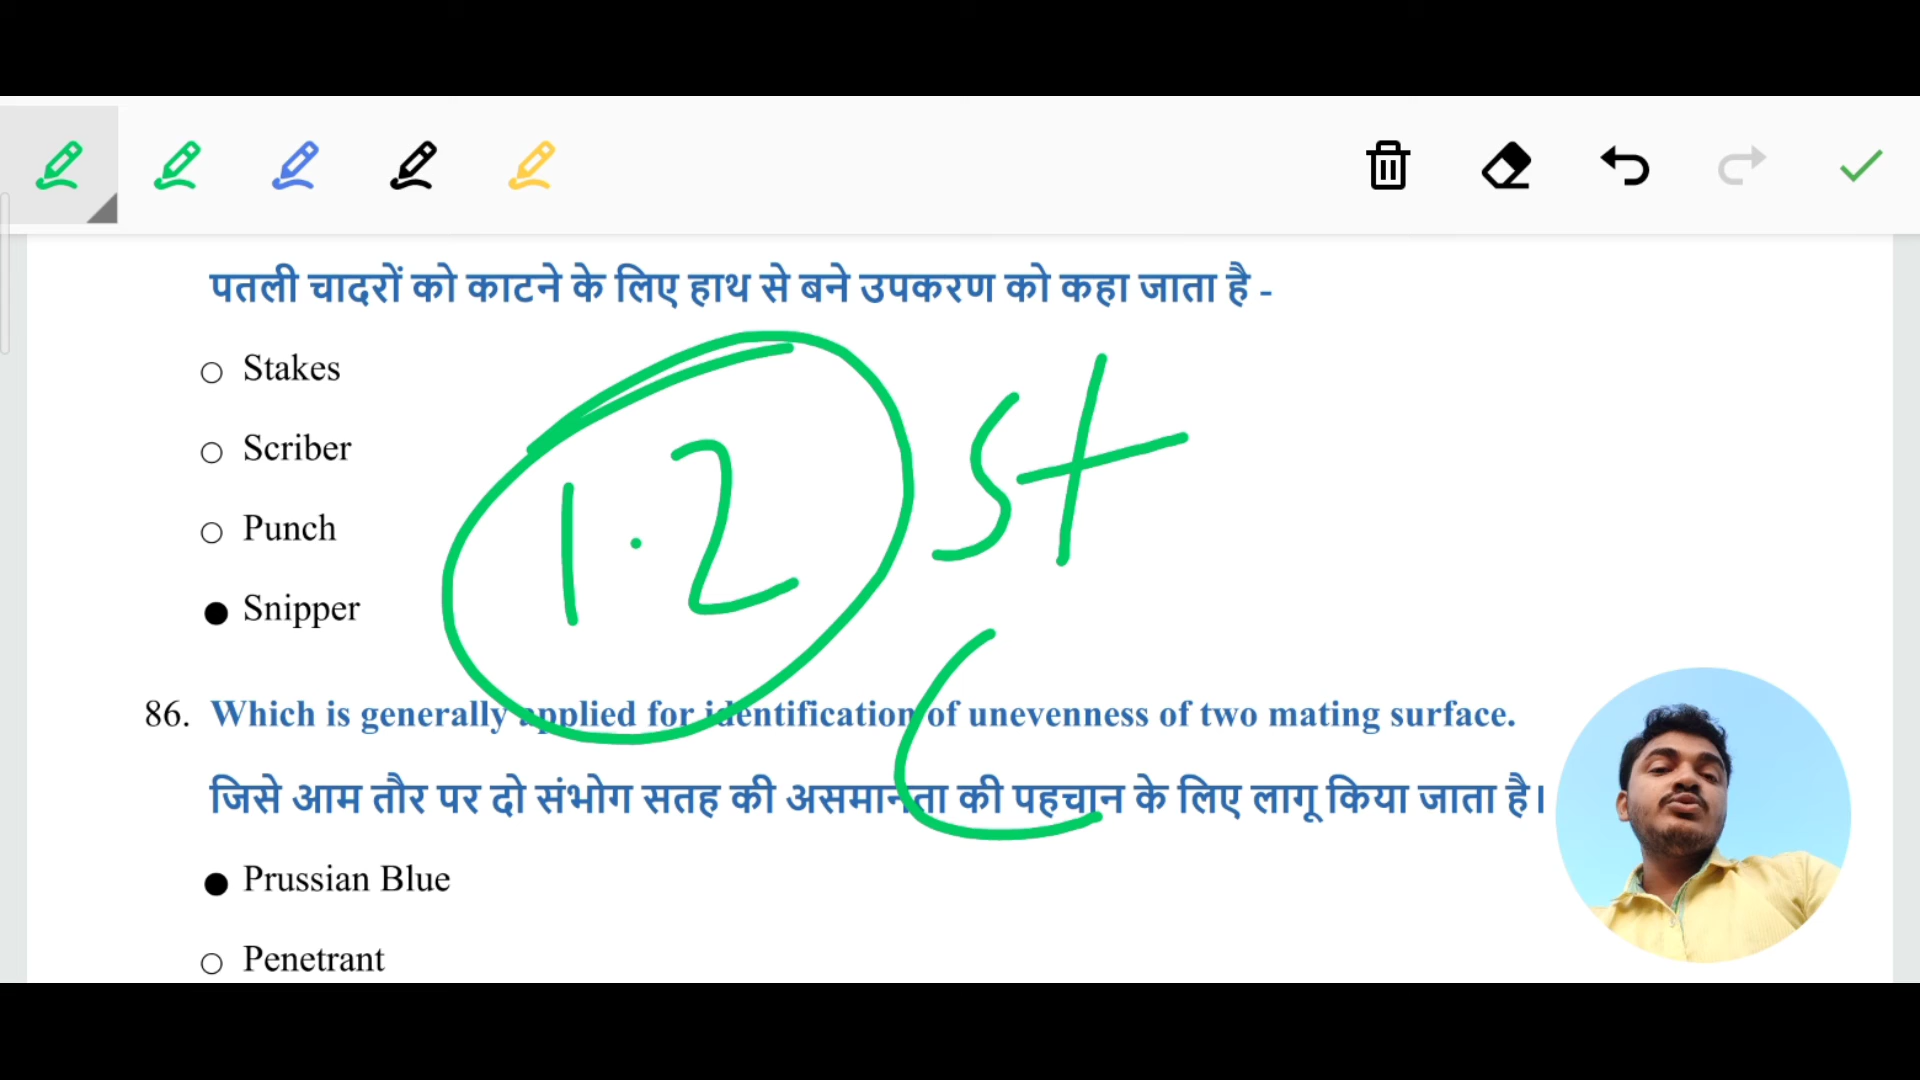 पतली चादरों को काटने के लिए हाथ से बने उपकरण को कहा जाता है -
Stakes
Scriber
Punch
Snipper
1.2 St
86. Which is generally applied for identification of unevenness of two mating surface.
जिसे आम तौर पर दो संभोग सतह की असमानता की पहचान के लिए लागू किया जाता है।
Prussian Blue
Penetrant